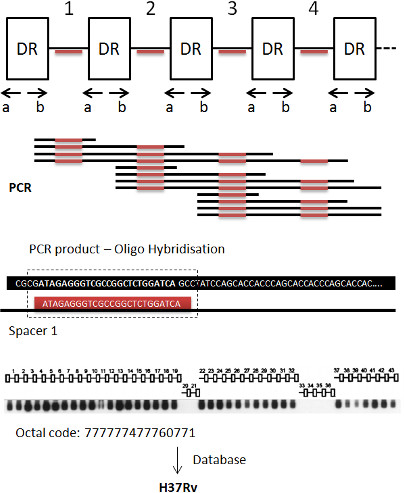 1 2 3 4
DR DR DR DR DR
a b a b a b a b a b
PCR
PCR product – Oligo Hybridisation
CGCGATAGAGGGTCGCCGGCTCTGGATCA GCCTATCCAGCACCACCCAGCACCACCCAGCACCAC....
ATAGAGGGTCGCCGGCTCTGGATCA
Spacer 1
1 2 3 4 5 6 7 8 9 10 11 12 13 14 15 16 17 18 19 22 23 24 25 26 27 28 29 30 31 32 37 38 39 40 41 42 43
20 21 33 34 35 36
Octal code: 777777477760771
Database
H37Rv